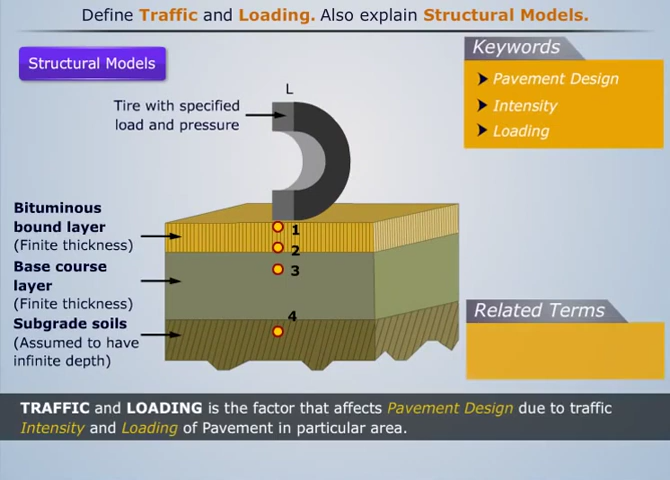 Define Traffic and Loading. Also explain Structural Models.
Structural Models
Keywords
Pavement Design
Intensity
Loading
L
Tire with specified
load and pressure
Bituminous
bound layer
(Finite thickness)
Base course
layer
(Finite thickness)
Subgrade soils
(Assumed to have
infinite depth)
1
2
3
4
Related Terms
TRAFFIC and LOADING is the factor that affects Pavement Design due to traffic
Intensity and Loading of Pavement in particular area.